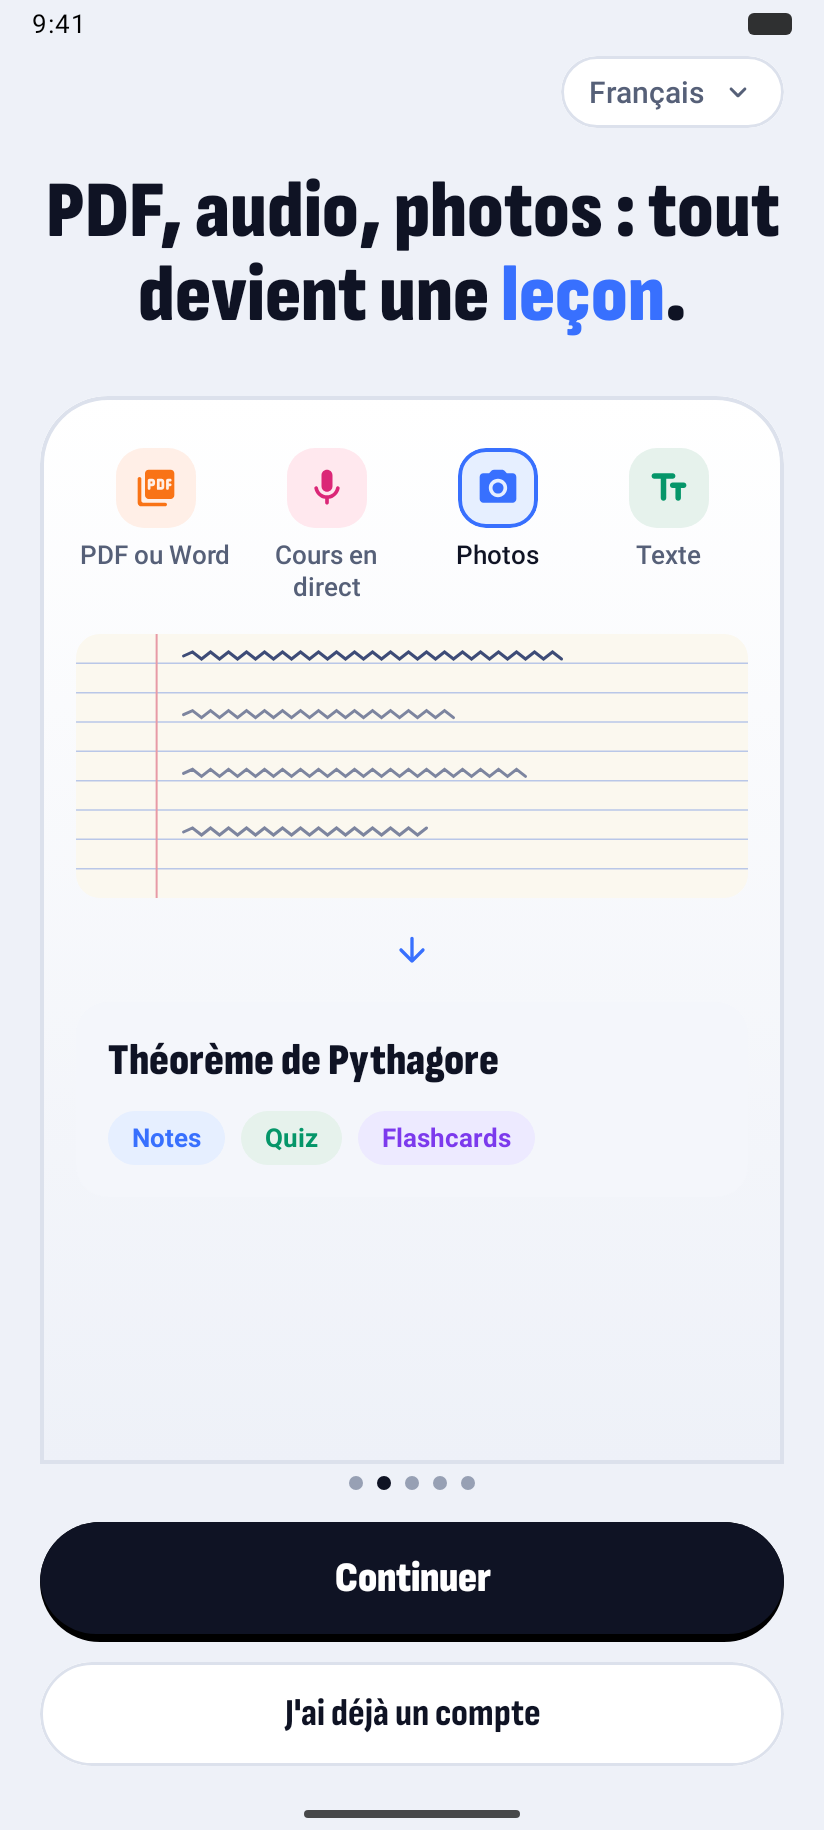 9:41
Français
PDF, audio, photos : tout
devient une leçon.
PDF
PDF ou Word
Cours en
direct
Photos
Tт
Texte
Théorème de Pythagore
Notes
Quiz
Flashcards
Continuer
J'ai déjà un compte